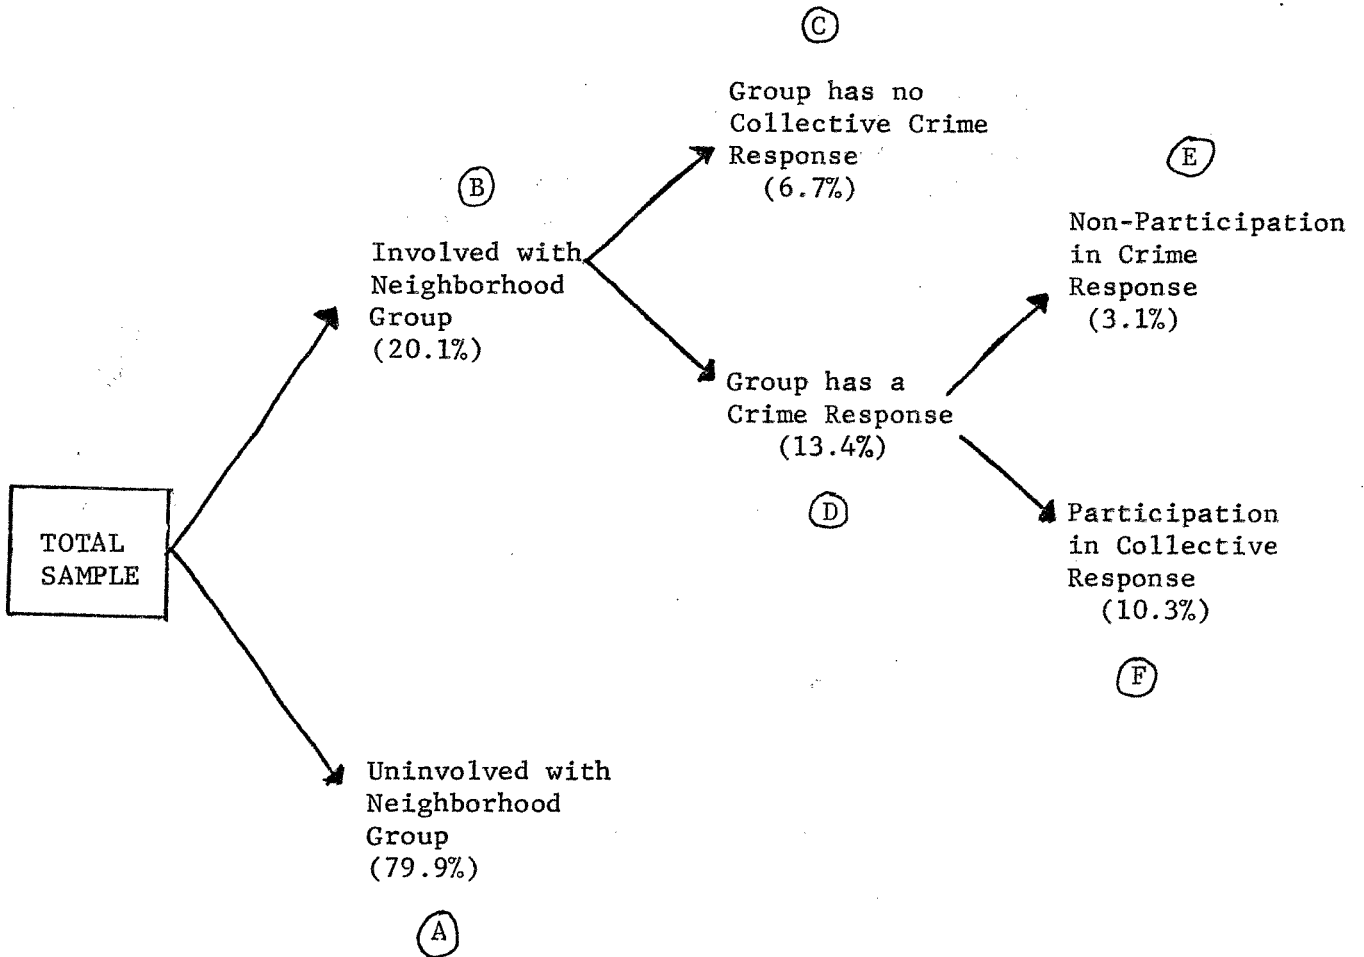 C
Group has no
Collective Crime
Response
(6.7%)
E
B
Non-Participation
in Crime
Response
(3.1%)
Involved with
Neighborhood
Group
(20.1%)
Group has a
Crime Response
(13.4%)
D
Participation
in Collective
Response
(10.3%)
F
TOTAL
SAMPLE
Uninvolved with
Neighborhood
Group
(79.9%)
A